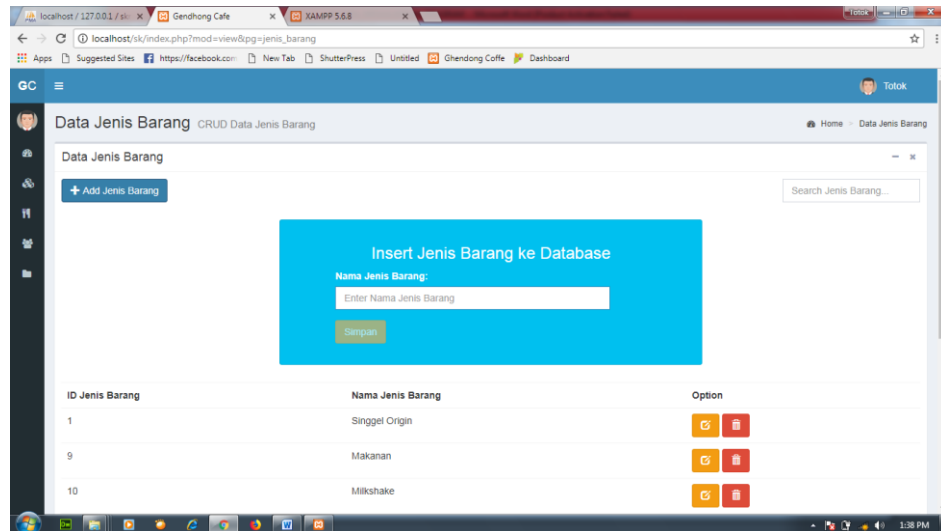 localhost / 127.0.0.1 / sk
Gendhong Cafe
XAMPP 5.6.8
Totok
localhost/sk/index.php?mod=view&pg=jenis_barang
Apps Suggested Sites https://facebook.com New Tab ShutterPress Untitled Ghendong Coffe Dashboard
GC
Totok
Data Jenis Barang CRUD Data Jenis Barang
Home > Data Jenis Barang
Data Jenis Barang
+ Add Jenis Barang
Search Jenis Barang...
Insert Jenis Barang ke Database
Nama Jenis Barang:
Enter Nama Jenis Barang
Simpan
ID Jenis Barang Nama Jenis Barang Option
1 Singgel Origin
9 Makanan
10 Milkshake
Dw
W
1:38 PM